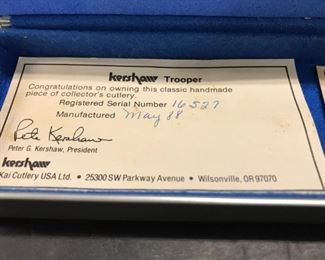 kershaw Trooper
Congratulations on owning this classic handmade
piece of collector's cutlery.
Registered Serial Number 16527
Manufactured May 88
Pete Kershaw
Peter G. Kershaw, President
kershaw
Kai Cutlery USA Ltd. • 25300 SW Parkway Avenue • Wilsonville, OR 97070